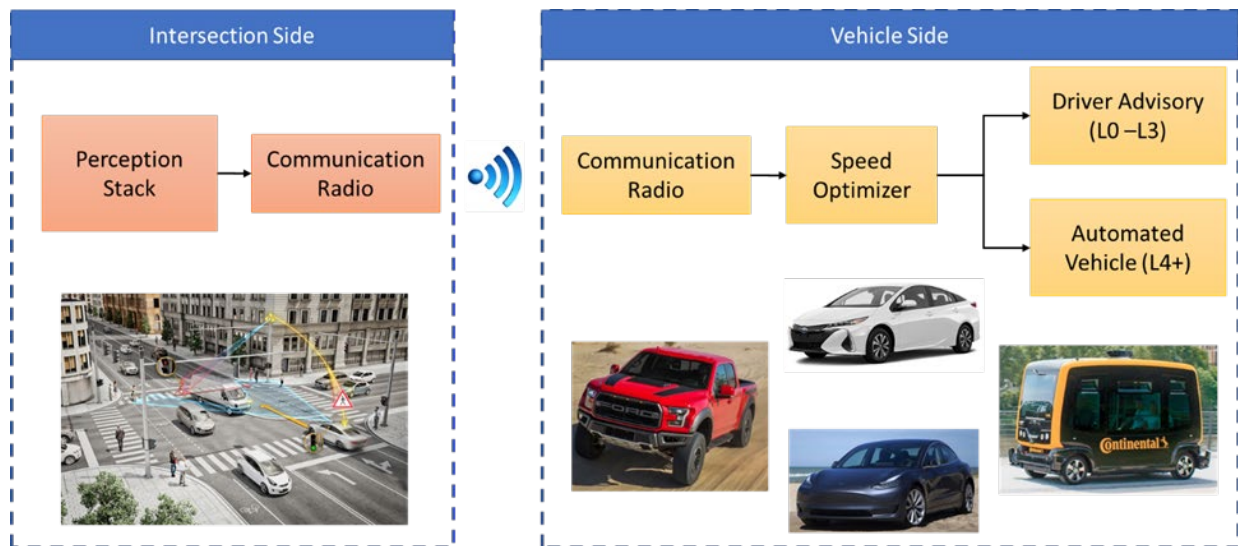 Intersection Side
Vehicle Side
Perception
Stack
Communication
Radio
Communication
Radio
Speed
Optimizer
Driver Advisory
(L0 –L3)
Automated
Vehicle (L4+)
FORD
Continental